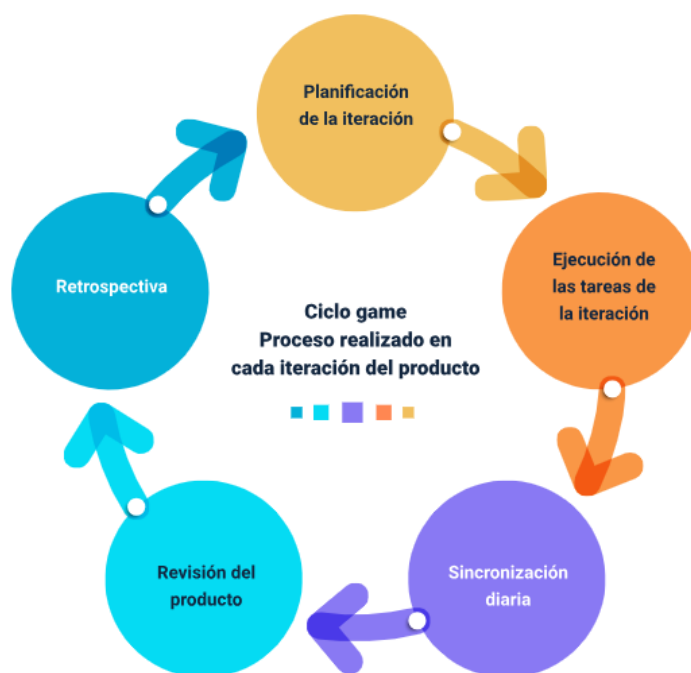 Planificación
de la iteración
Ejecución de
las tareas de
la iteración
Retrospectiva
Ciclo game
Proceso realizado en
cada iteración del producto
Revisión del
producto
Sincronización
diaria